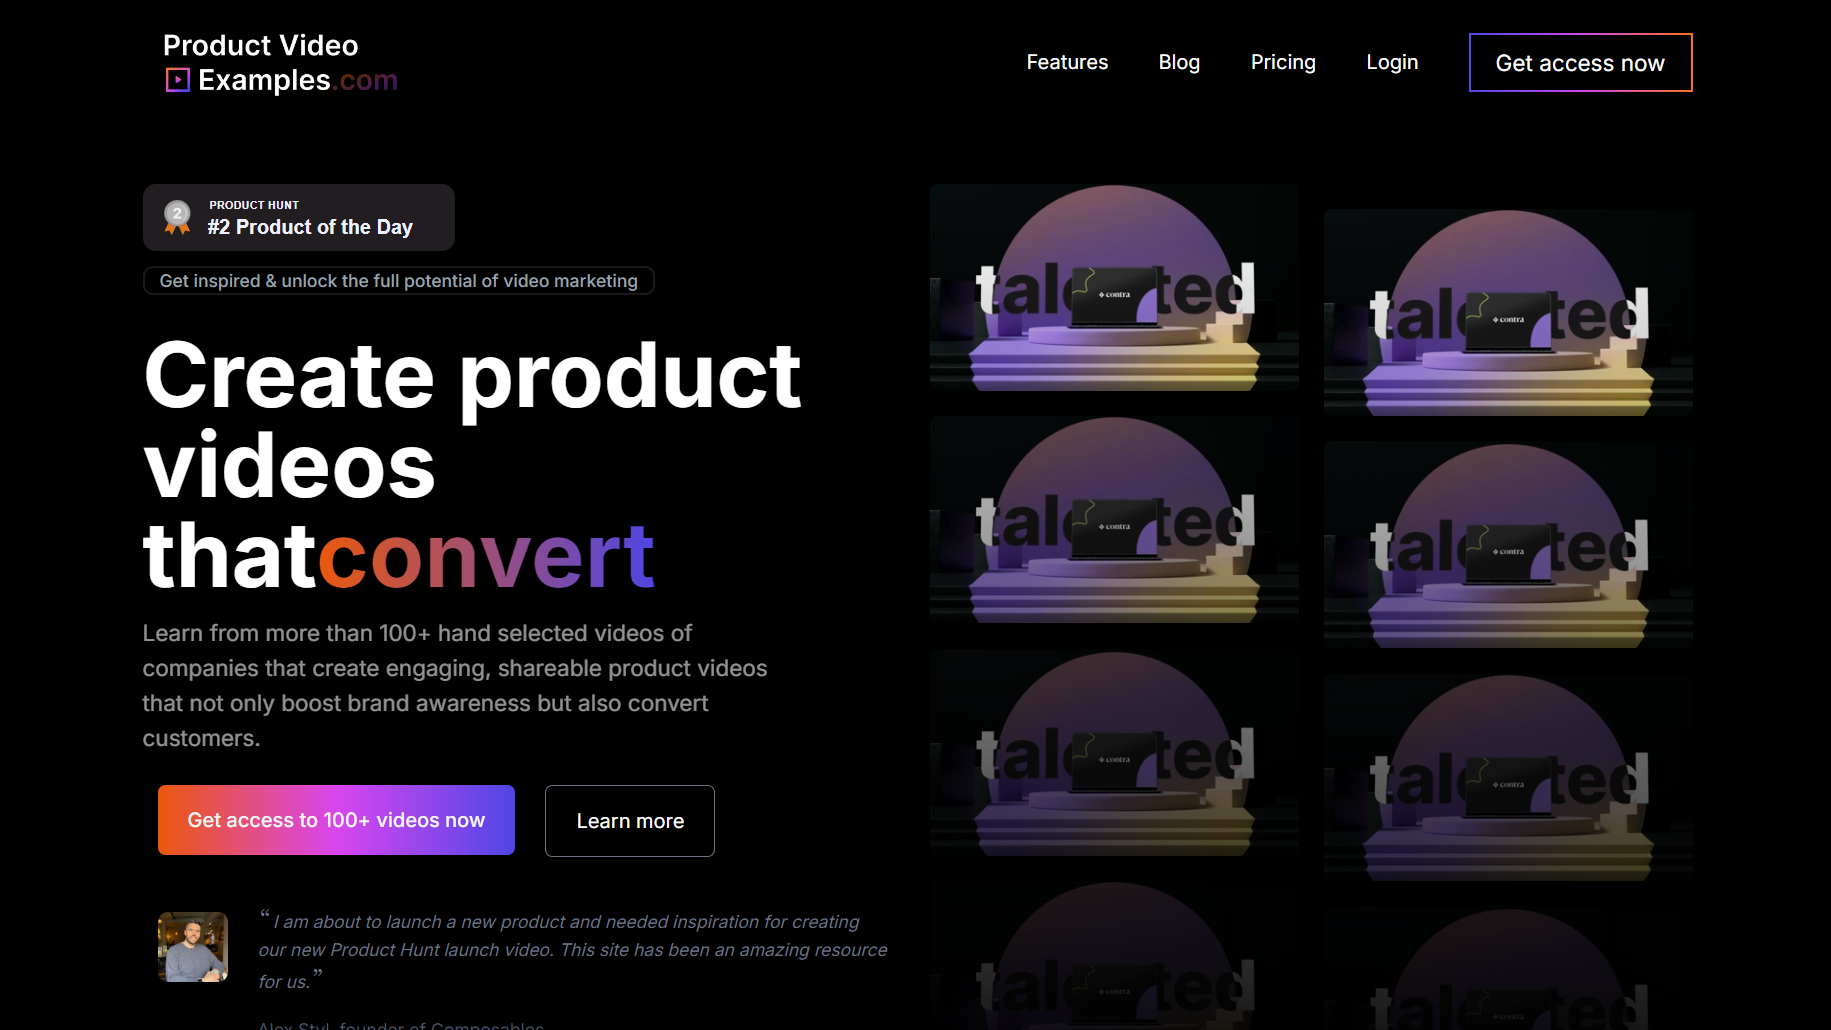 Product Video
Examples.com
Features
Blog
Pricing
Login
Get access now
2
PRODUCT HUNT
#2 Product of the Day
Get inspired & unlock the full potential of video marketing
Create product
videos
thatconvert
Learn from more than 100+ hand selected videos of
companies that create engaging, shareable product videos
that not only boost brand awareness but also convert
customers.
Get access to 100+ videos now
Learn more
“ I am about to launch a new product and needed inspiration for creating
our new Product Hunt launch video. This site has been an amazing resource
for us.”
Alex Styl, founder of Composables
talented
contra
talented
contra
talented
contra
talented
contra
talented
contra
talented
contra
talented
contra
talented